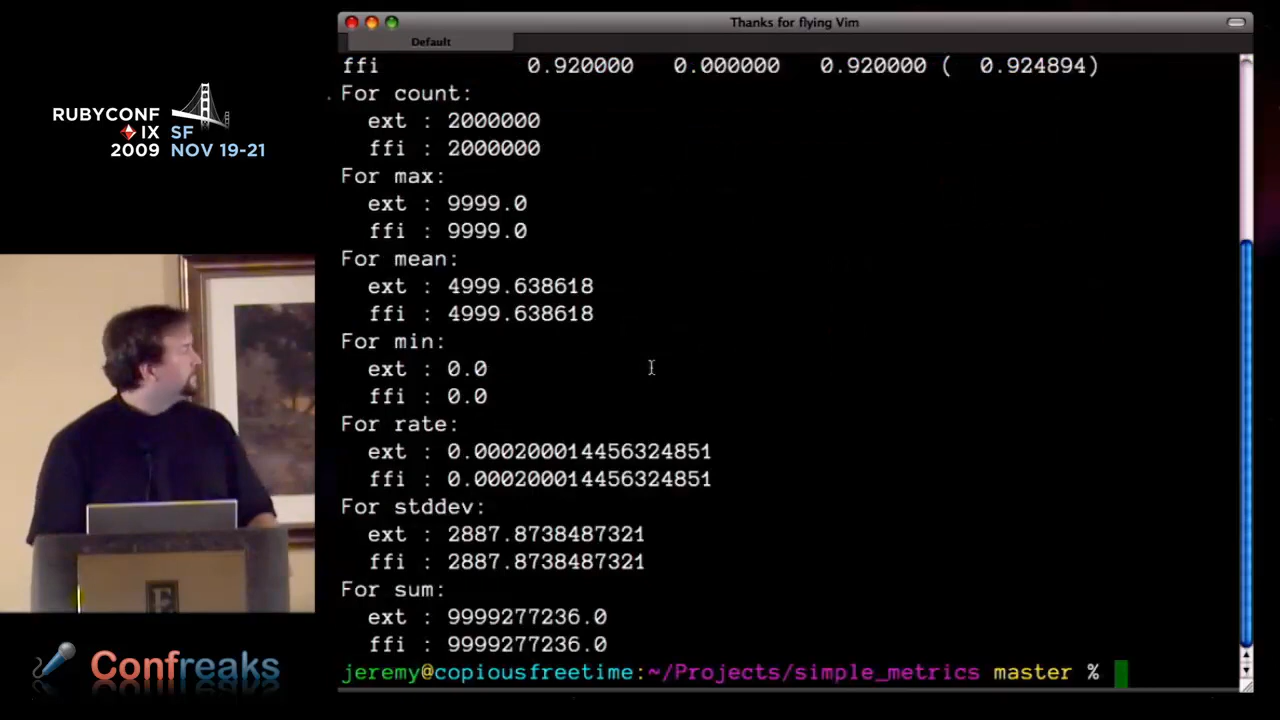 Thanks for flying Vim
Default
RUBYCONF
IX SF
2009 NOV 19-21
ffi 0.920000 0.000000 0.920000 ( 0.924894)
For count:
ext : 2000000
ffi : 2000000
For max:
ext : 9999.0
ffi : 9999.0
For mean:
ext : 4999.638618
ffi : 4999.638618
For min:
ext : 0.0
ffi : 0.0
For rate:
ext : 0.000200014456324851
ffi : 0.000200014456324851
For stddev:
ext : 2887.8738487321
ffi : 2887.8738487321
For sum:
ext : 9999277236.0
ffi : 9999277236.0
jeremy@copiousfreetime:~/Projects/simple_metrics master %
E
Confreaks